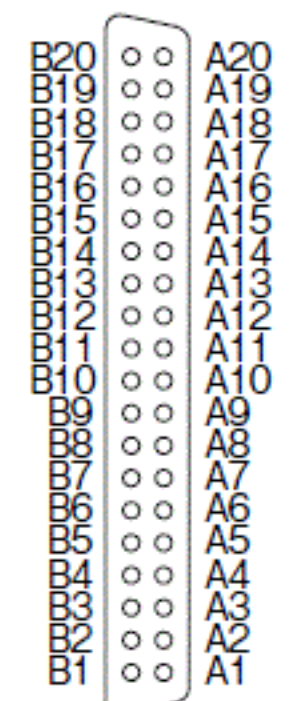 B20 A20
B19 A19
B18 A18
B17 A17
B16 A16
B15 A15
B14 A14
B13 A13
B12 A12
B11 A11
B10 A10
B9 A9
B8 A8
B7 A7
B6 A6
B5 A5
B4 A4
B3 A3
B2 A2
B1 A1